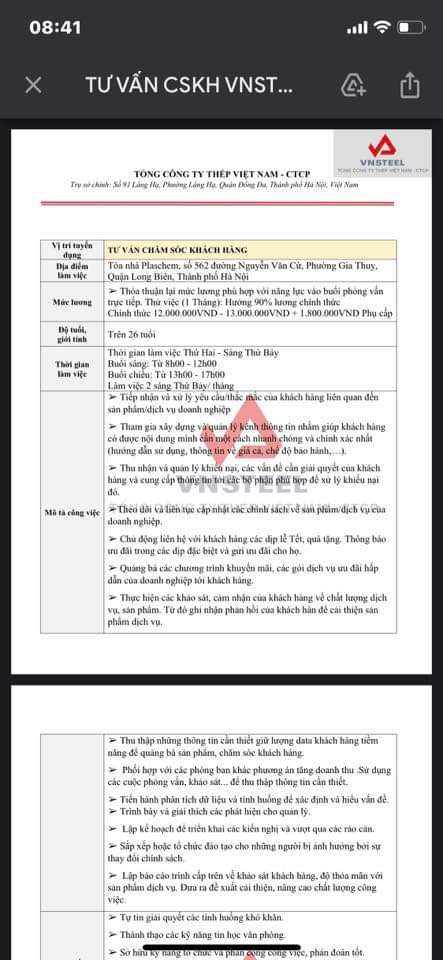 08:41
TƯ VẤN CSKH VNST...
VNSTEEL
TỔNG CÔNG TY THÉP VIỆT NAM - CTCP
TỔNG CÔNG TY THÉP VIỆT NAM - CTCP
Trụ sở chính: Số 91 Láng Hạ, Phường Láng Hạ, Quận Đống Đa, Thành phố Hà Nội, Việt Nam
Vị trí tuyển
dụng
TƯ VẤN CHĂM SÓC KHÁCH HÀNG
Địa điểm
làm việc
Tòa nhà Plaschem, số 562 đường Nguyễn Văn Cừ, Phường Gia Thuỵ,
Quận Long Biên, Thành phố Hà Nội
Mức lương
➢ Thỏa thuận lại mức lương phù hợp với năng lực vào buổi phỏng vấn
trực tiếp. Thử việc (1 Tháng): Hưởng 90% lương chính thức
Chính thức 12.000.000VND - 13.000.000VND + 1.800.000VND Phụ cấp
Độ tuổi,
giới tính
Trên 26 tuổi
Thời gian
làm việc
Thời gian làm việc Thứ Hai - Sáng Thứ Bảy
Buổi sáng: Từ 8h00 - 12h00
Buổi chiều: Từ 13h00 - 17h00
Làm việc 2 sáng Thứ Bảy/ tháng
Mô tả công việc
➢ Tiếp nhận và xử lý yêu cầu/thắc mắc của khách hàng liên quan đến
sản phẩm/dịch vụ doanh nghiệp
➢ Tham gia xây dựng và quản lý kênh thông tin nhằm giúp khách hàng
có được nội dung mình cần một cách nhanh chóng và chính xác nhất
(hướng dẫn sử dụng, thông tin về giá cả, chế độ bảo hành,…).
➢ Thu nhận và quản lý khiếu nại, các vấn đề cần giải quyết của khách
hàng và cung cấp thông tin tới các bộ phận phù hợp để xử lý khiếu nại
đó.
VNSTEEL
➢ Theo dõi và liên tục cập nhật các chính sách về sản phẩm/dịch vụ của
doanh nghiệp.
➢ Chủ động liên hệ với khách hàng các dịp lễ Tết, quà tặng. Thông báo
ưu đãi trong các dịp đặc biệt và gửi ưu đãi cho họ.
➢ Quảng bá các chương trình khuyến mãi, các gói dịch vụ ưu đãi hấp
dẫn của doanh nghiệp tới khách hàng.
➢ Thực hiện các khảo sát, cảm nhận của khách hàng về chất lượng dịch
vụ, sản phẩm. Từ đó ghi nhận phản hồi của khách hàn để cải thiện sản
phẩm dịch vụ.
➢ Thu thập những thông tin cần thiết giữ lượng data khách hàng tiềm
năng để quảng bá sản phẩm, chăm sóc khách hàng.
➢ Phối hợp với các phòng ban khác phương án tăng doanh thu .Sử dụng
các cuộc phỏng vấn, khảo sát... để thu thập thông tin cần thiết.
➢ Tiến hành phân tích dữ liệu và tình huống để xác định và hiểu vấn đề.
➢ Trình bày và giải thích các phát hiện cho quản lý.
➢ Lập kế hoạch để triển khai các kiến nghị và vượt qua các rào cản.
➢ Sắp xếp hoặc tổ chức đào tạo cho những người bị ảnh hưởng bởi sự
thay đổi chính sách.
➢ Lập báo cáo trình cấp trên về khảo sát khách hàng, độ thỏa mãn với
sản phẩm dịch vụ. Đưa ra đề xuất cải thiện, nâng cao chất lượng công
việc.
➢ Tự tin giải quyết các tình huống khó khăn.
➢ Thành thạo các kỹ năng tin học văn phòng.
➢ Sở hữu kỹ năng tổ chức và phân công công việc, phán đoán tốt.